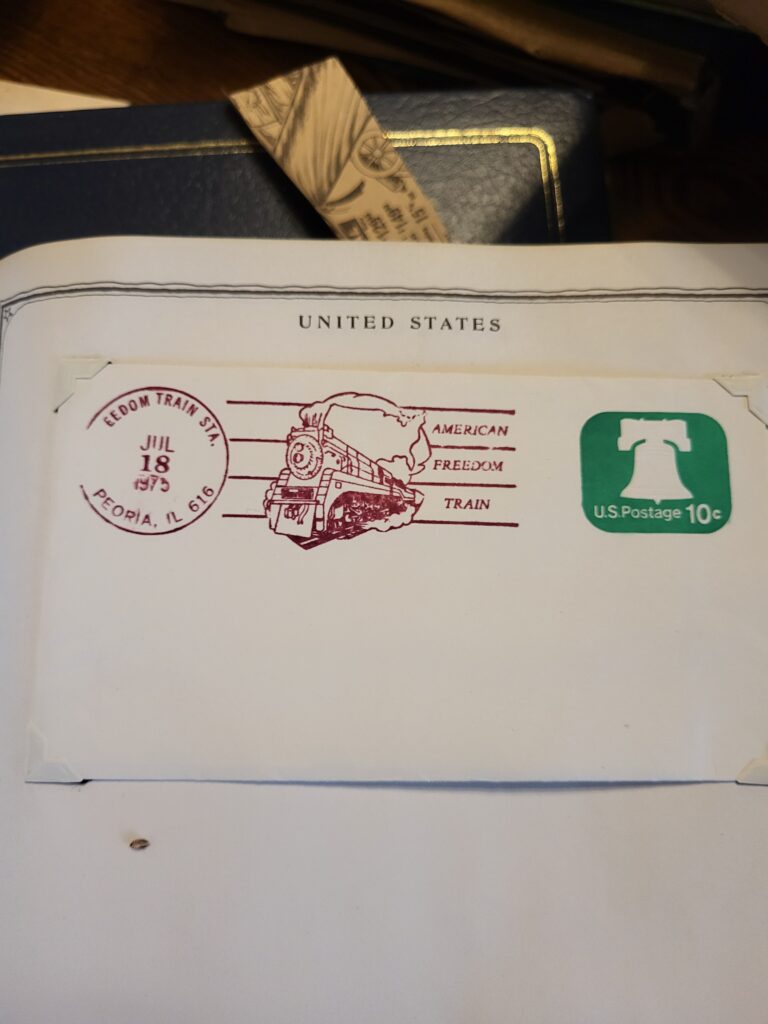 UNITED STATES
EEDOM TRAIN STA.
JUL
18
1975
PEORIA, IL 616
AMERICAN
FREEDOM
TRAIN
U.S.Postage 10c